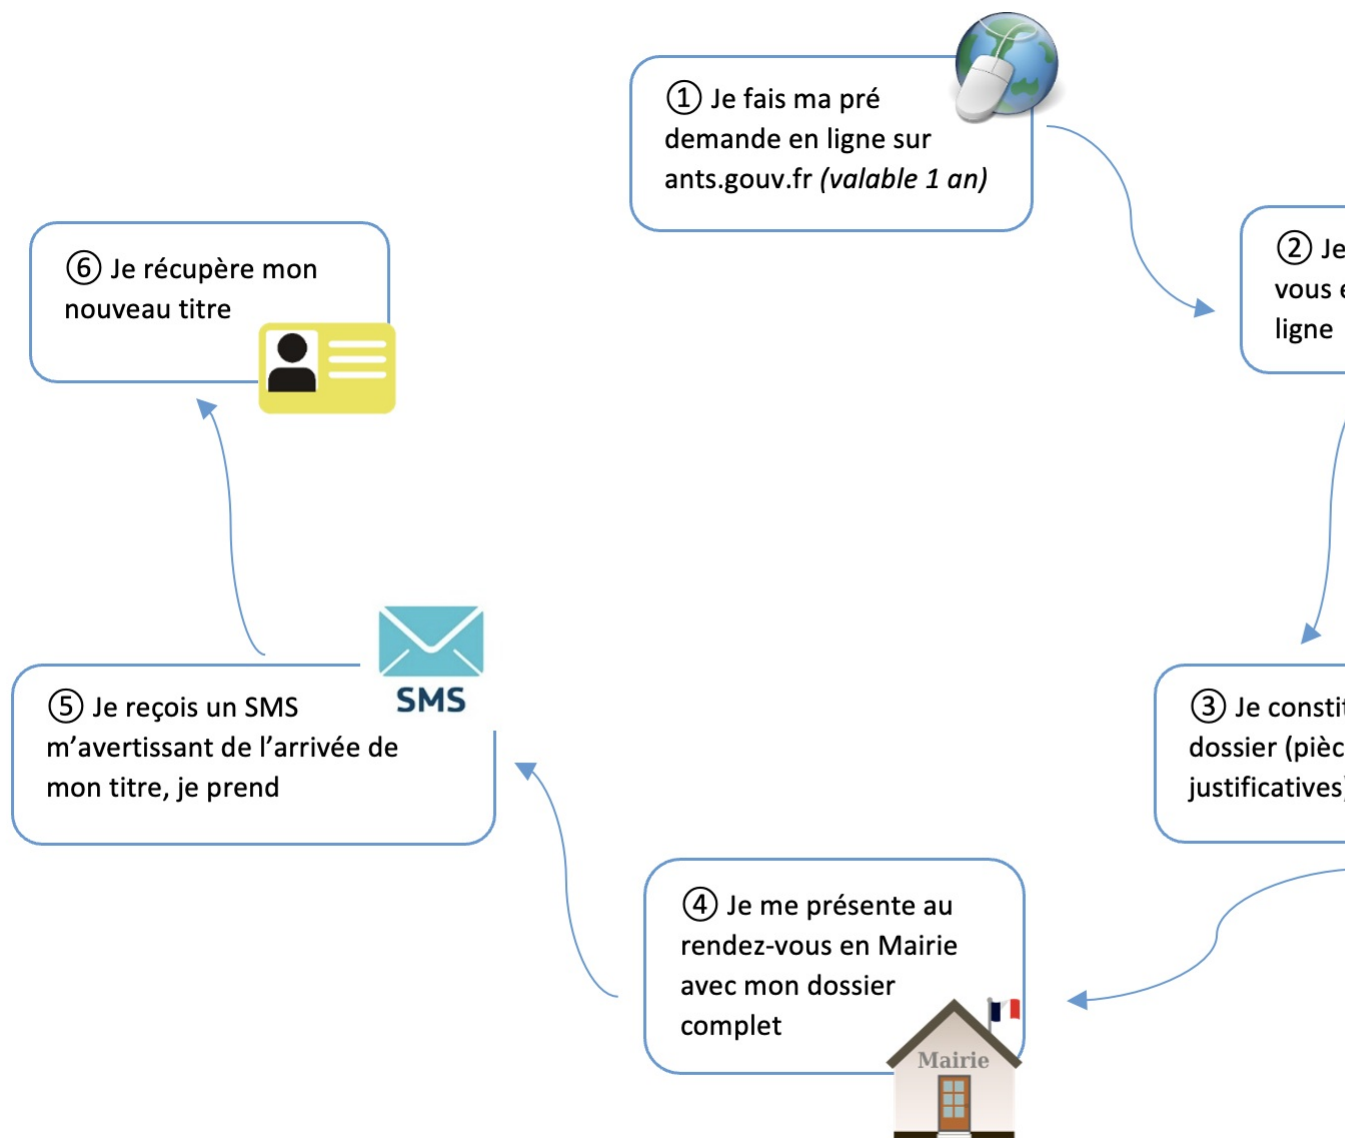 ① Je fais ma pré
demande en ligne sur
ants.gouv.fr (valable 1 an)
② Je
vous
ligne
③ Je
dossier
justificatives
④ Je me présente au
rendez-vous en Mairie
avec mon dossier
complet
Mairie
⑤ Je reçois un SMS
m’avertissant de l’arrivée de
mon titre, je prend
SMS
⑥ Je récupère mon
nouveau titre